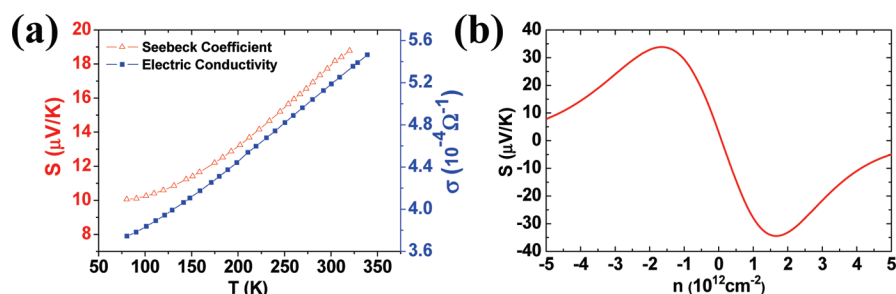 (a)
S (μV/K)
20
18
16
14
12
10
8
Seebeck Coefficient
Electric Conductivity
5.6
5.2
4.8
4.4
4.0
3.6
σ (10⁻⁴Ω⁻¹)
50 100 150 200 250 300 350
T (K)
(b)
S (μV/K)
40
30
20
10
0
-10
-20
-30
-40
-5 -4 -3 -2 -1 0 1 2 3 4 5
n (10¹²cm⁻²)